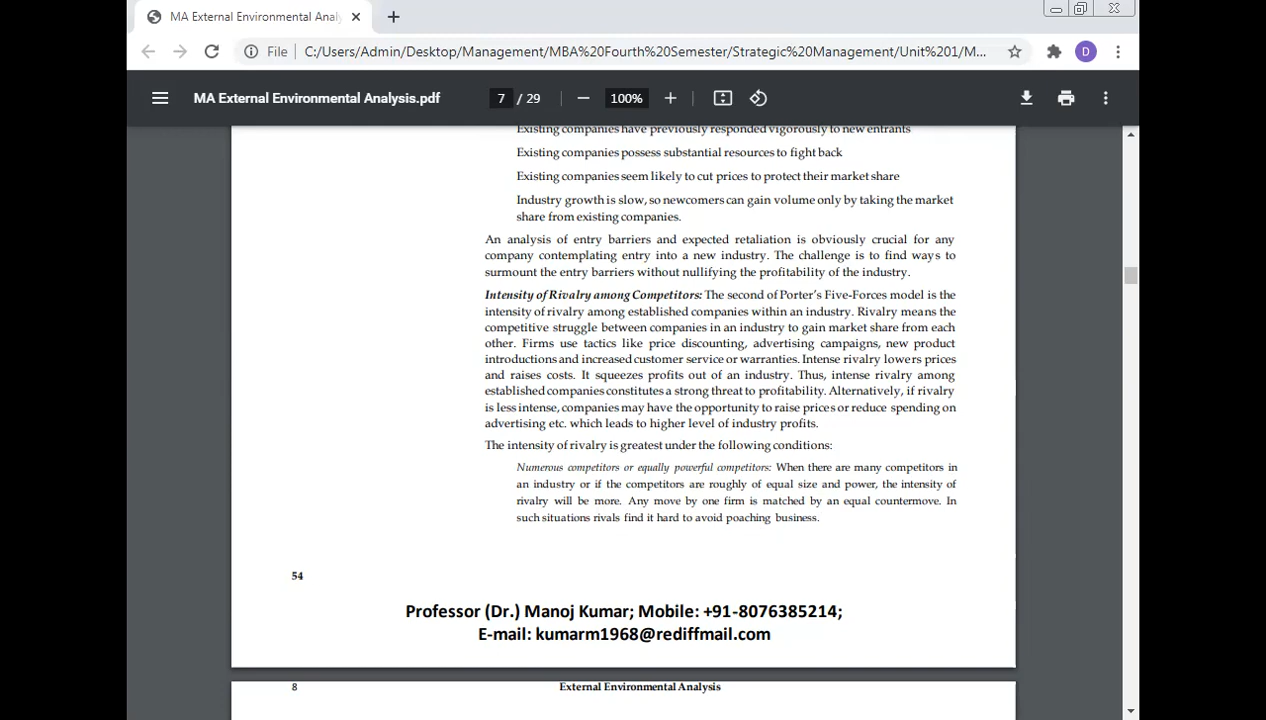 MA External Environmental Analy
File
C:/Users/Admin/Desktop/Management/MBA%20Fourth%20Semester/Strategic%20Management/Unit%201/M...
D
MA External Environmental Analysis.pdf
7 / 29
100%
Existing companies have previously responded vigorously to new entrants
Existing companies possess substantial resources to fight back
Existing companies seem likely to cut prices to protect their market share
Industry growth is slow, so newcomers can gain volume only by taking the market
share from existing companies.
An analysis of entry barriers and expected retaliation is obviously crucial for any
company contemplating entry into a new industry. The challenge is to find ways to
surmount the entry barriers without nullifying the profitability of the industry.
Intensity of Rivalry among Competitors: The second of Porter's Five-Forces model is the
intensity of rivalry among established companies within an industry. Rivalry means the
competitive struggle between companies in an industry to gain market share from each
other. Firms use tactics like price discounting, advertising campaigns, new product
introductions and increased customer service or warranties. Intense rivalry lowers prices
and raises costs. It squeezes profits out of an industry. Thus, intense rivalry among
established companies constitutes a strong threat to profitability. Alternatively, if rivalry
is less intense, companies may have the opportunity to raise prices or reduce spending on
advertising etc. which leads to higher level of industry profits.
The intensity of rivalry is greatest under the following conditions:
Numerous competitors or equally powerful competitors: When there are many competitors in
an industry or if the competitors are roughly of equal size and power, the intensity of
rivalry will be more. Any move by one firm is matched by an equal countermove. In
such situations rivals find it hard to avoid poaching business.
54
Professor (Dr.) Manoj Kumar; Mobile: +91-8076385214;
E-mail: kumarm1968@rediffmail.com
8
External Environmental Analysis